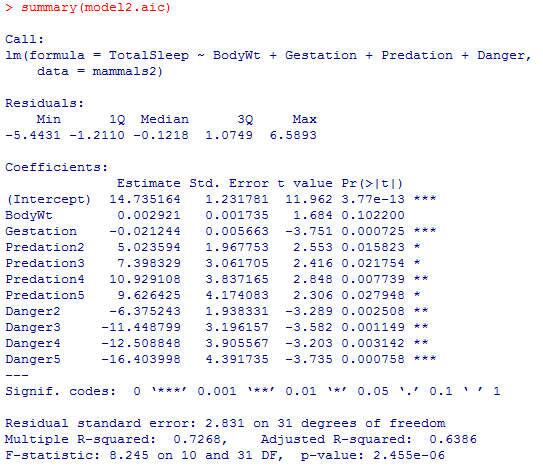 > summary(model2.aic)
Call:
lm(formula = TotalSleep ~ BodyWt + Gestation + Predation + Danger,
    data = mammals2)
Residuals:
    Min      1Q  Median      3Q     Max
-5.4431 -1.2110 -0.1218  1.0749  6.5893
Coefficients:
              Estimate Std. Error t value Pr(>|t|)
(Intercept)  14.735164   1.231781  11.962 3.77e-13 ***
BodyWt        0.002921   0.001735   1.684 0.102200
Gestation    -0.021244   0.005663  -3.751 0.000725 ***
Predation2    5.023594   1.967753   2.553 0.015823 *
Predation3    7.398329   3.061705   2.416 0.021754 *
Predation4   10.929108   3.837165   2.848 0.007739 **
Predation5    9.626425   4.174083   2.306 0.027948 *
Danger2      -6.375243   1.938331  -3.289 0.002508 **
Danger3     -11.448799   3.196157  -3.582 0.001149 **
Danger4     -12.508848   3.905567  -3.203 0.003142 **
Danger5     -16.403998   4.391735  -3.735 0.000758 ***
---
Signif. codes:  0 ‘***’ 0.001 ‘**’ 0.01 ‘*’ 0.05 ‘.’ 0.1 ‘ ’ 1
Residual standard error: 2.831 on 31 degrees of freedom
Multiple R-squared:  0.7268,    Adjusted R-squared:  0.6386
F-statistic: 8.245 on 10 and 31 DF,  p-value: 2.455e-06